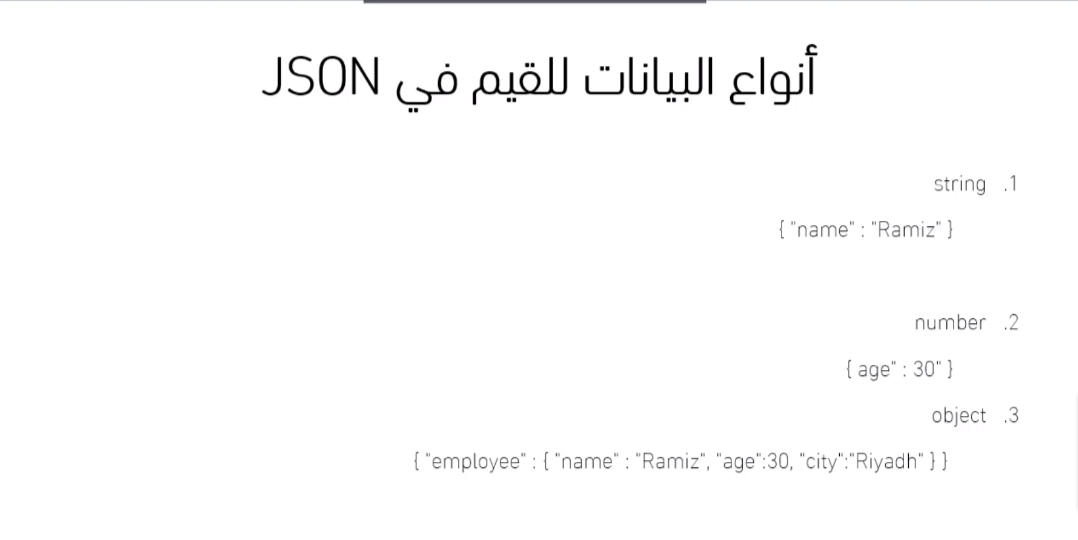 أنواع البيانات للقيم في JSON
1. string
{ "name" : "Ramiz" }
2. number
{ age" : 30" }
3. object
{ "employee" : { "name" : "Ramiz", "age":30, "city":"Riyadh" } }